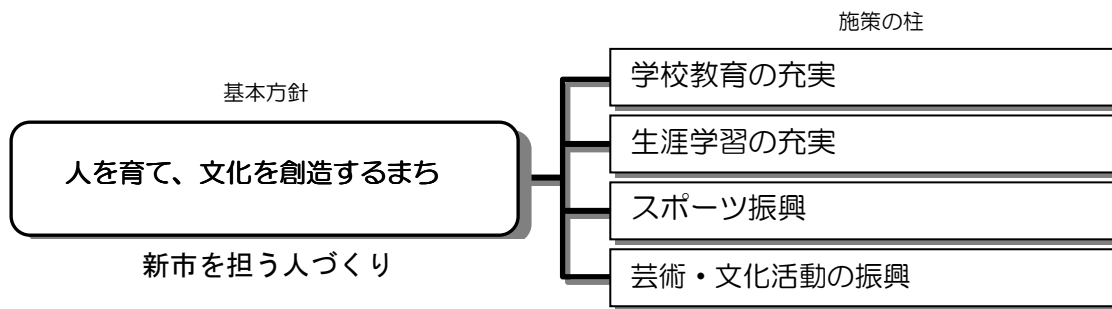 基本方針
人を育て、文化を創造するまち
新市を担う人づくり
施策の柱
学校教育の充実
生涯学習の充実
スポーツ振興
芸術・文化活動の振興